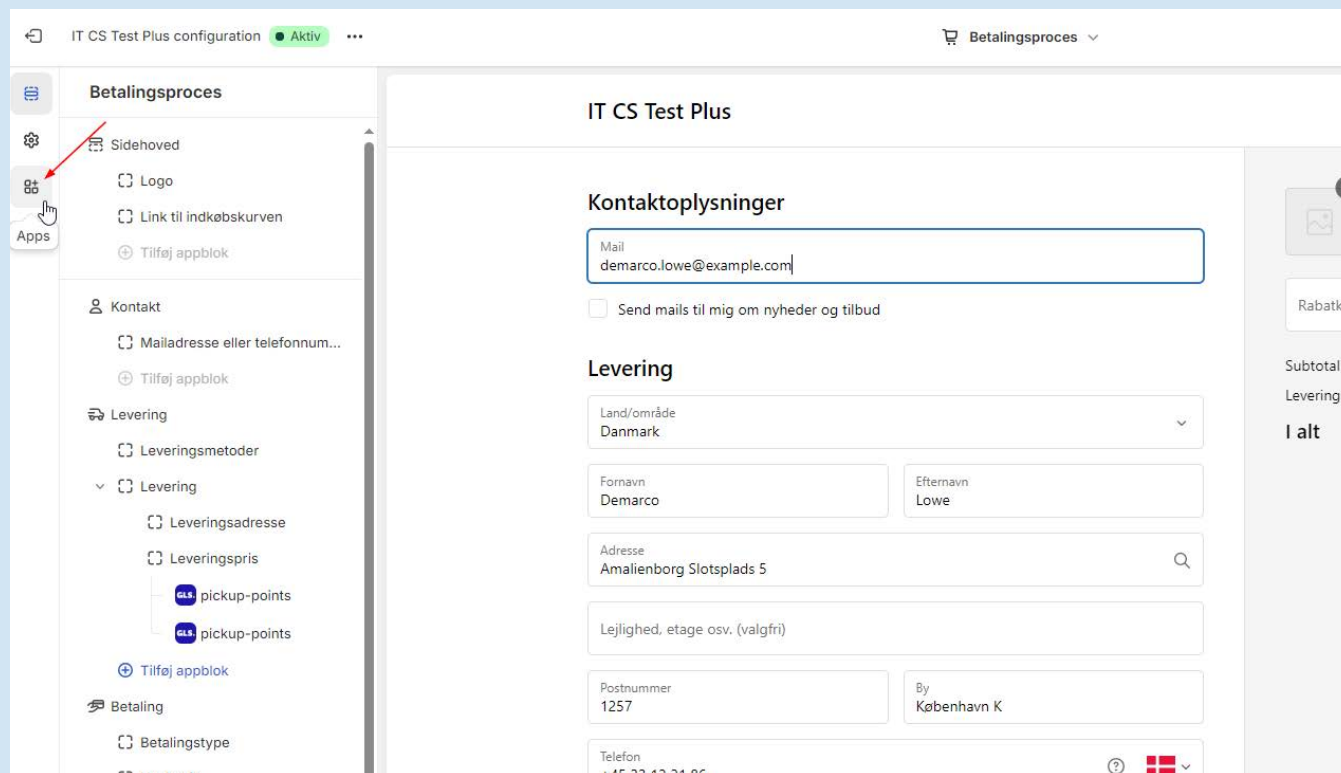 IT CS Test Plus configuration
Aktiv
Betalingsproces
Apps
Betalingsproces
Sidehoved
Logo
Link til indkøbskurven
Tilføj appblok
Kontakt
Mailadresse eller telefonnum...
Tilføj appblok
Levering
Leveringsmetoder
Levering
Leveringsadresse
Leveringspris
GLS. pickup-points
GLS. pickup-points
Tilføj appblok
Betaling
Betalingstype
IT CS Test Plus
Kontaktoplysninger
Mail
demarco.lowe@example.com
Send mails til mig om nyheder og tilbud
Levering
Land/område
Danmark
Fornavn
Demarco
Efternavn
Lowe
Adresse
Amalienborg Slotsplads 5
Lejlighed, etage osv. (valgfri)
Postnummer
1257
By
København K
Telefon
Rabatk
Subtotal
Levering
I alt